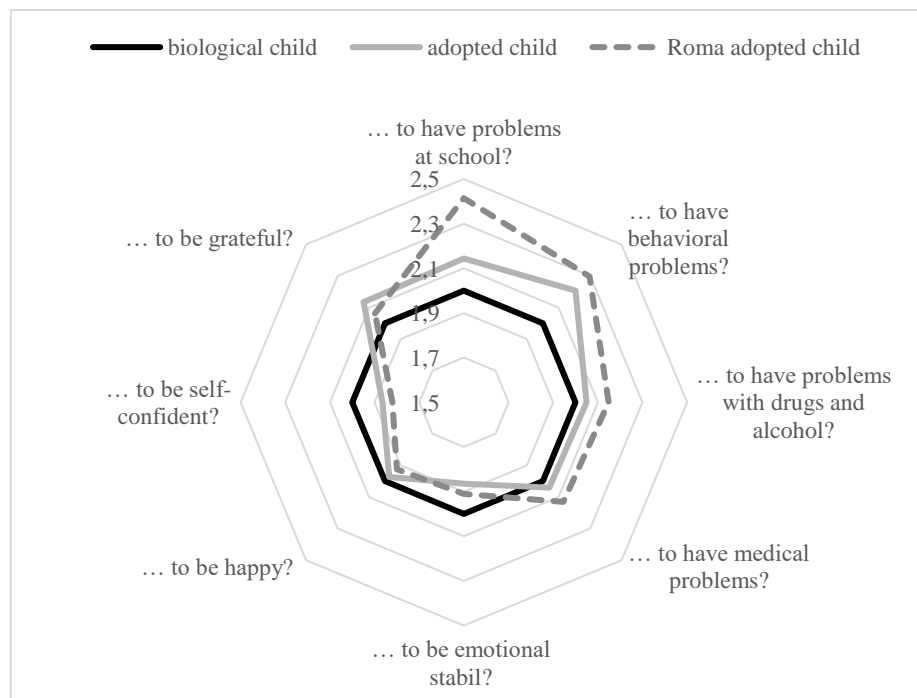 biological child
adopted child
Roma adopted child
… to have problems
at school?
2,5
2,3
2,1
1,9
1,7
1,5
… to have
behavioral
problems?
… to have problems
with drugs and
alcohol?
… to have medical
problems?
… to be emotional
stabil?
… to be happy?
… to be self-
confident?
… to be grateful?